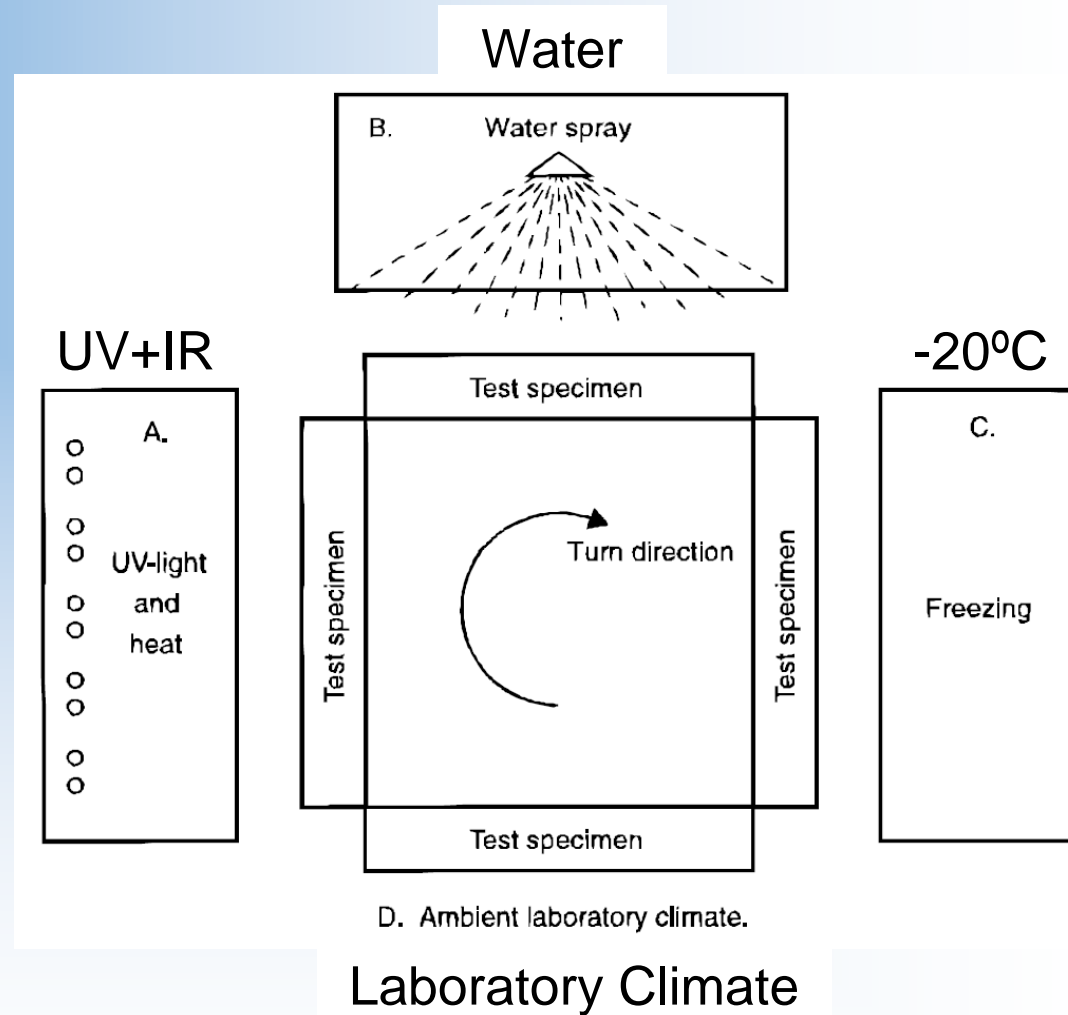 Water
B. Water spray
UV+IR
-20ºC
A.
UV-light
and
heat
Test specimen
Test specimen
Turn direction
Test specimen
C.
Freezing
Test specimen
D. Ambient laboratory climate.
Laboratory Climate